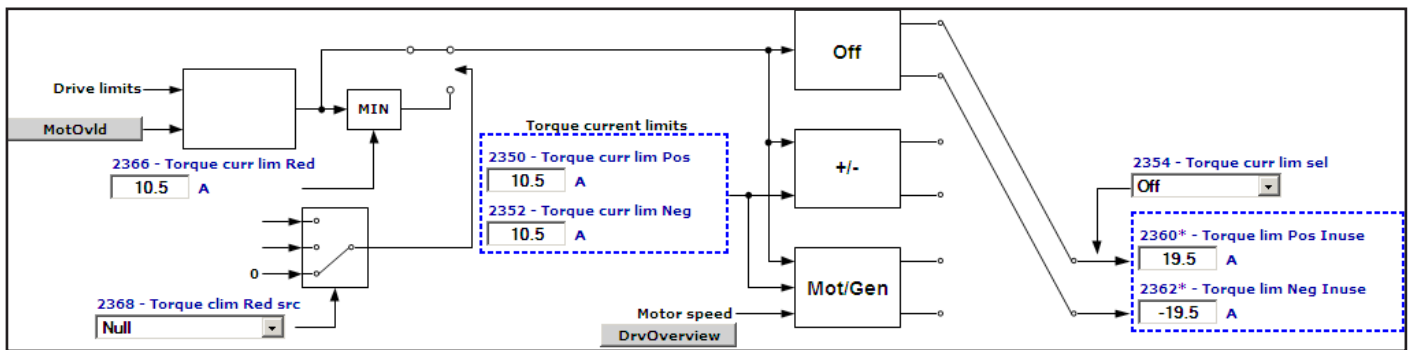 Drive limits
MotOvld
2366 - Torque curr lim Red
10.5 A
MIN
0
2368 - Torque clim Red src
Null
Torque current limits
2350 - Torque curr lim Pos
10.5 A
2352 - Torque curr lim Neg
10.5 A
Motor speed
DrvOverview
Off
+/-
Mot/Gen
2354 - Torque curr lim sel
Off
2360* - Torque lim Pos Inuse
19.5 A
2362* - Torque lim Neg Inuse
-19.5 A